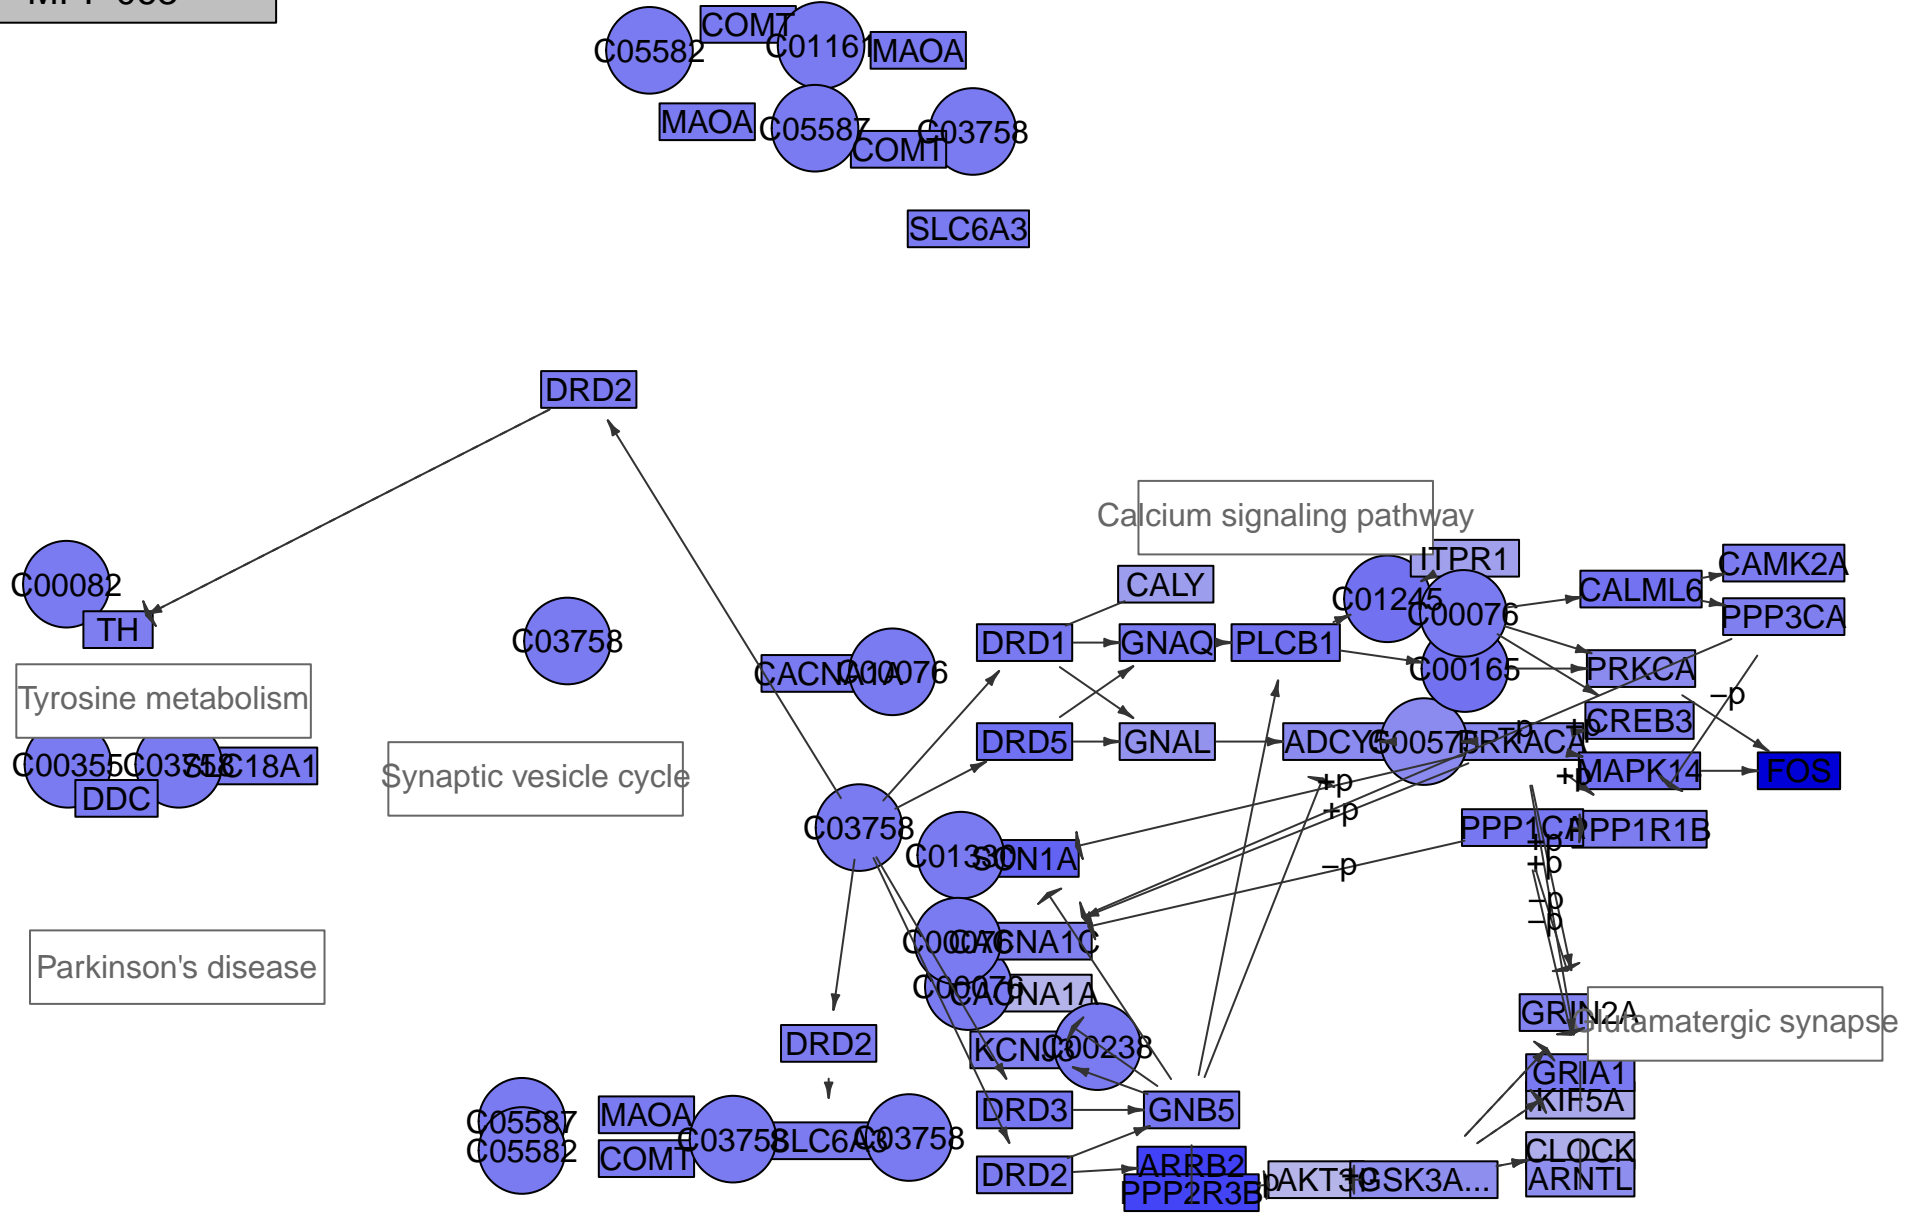 COMT
C05582
C01161
MAOA
MAOA
C05587
COMT
C03758
SLC6A3
DRD2
Calcium signaling pathway
ITPR1
CAMK2A
C00082
CALY
C01245
C00076
CALML6
PPP3CA
TH
C03758
DRD1
GNAQ
PLCB1
CACNA1A
C00076
C00165
PRKCA
Tyrosine metabolism
–p
CREB3
–p
+p
DRD5
GNAL
ADCY5
C00575
PRKACA
C00355
C03758
SLC18A1
Synaptic vesicle cycle
+p
+p
MAPK14
FOS
DDC
+p
C03758
PPP1CA
PPP1R1B
C01330
SCN1A
–p
+p
+p
–p
–p
C00076
CACNA1C
Parkinson's disease
C00076
CACNA1A
GRIN2A
Glutamatergic synapse
DRD2
KCNJ3
C00238
GRIA1
KIF5A
C05587
MAOA
DRD3
GNB5
C05582
COMT
C03758
SLC6A3
C03758
CLOCK
ARRB2
DRD2
PPP2R3B
AKT3
+p
GSK3A...
ARNTL